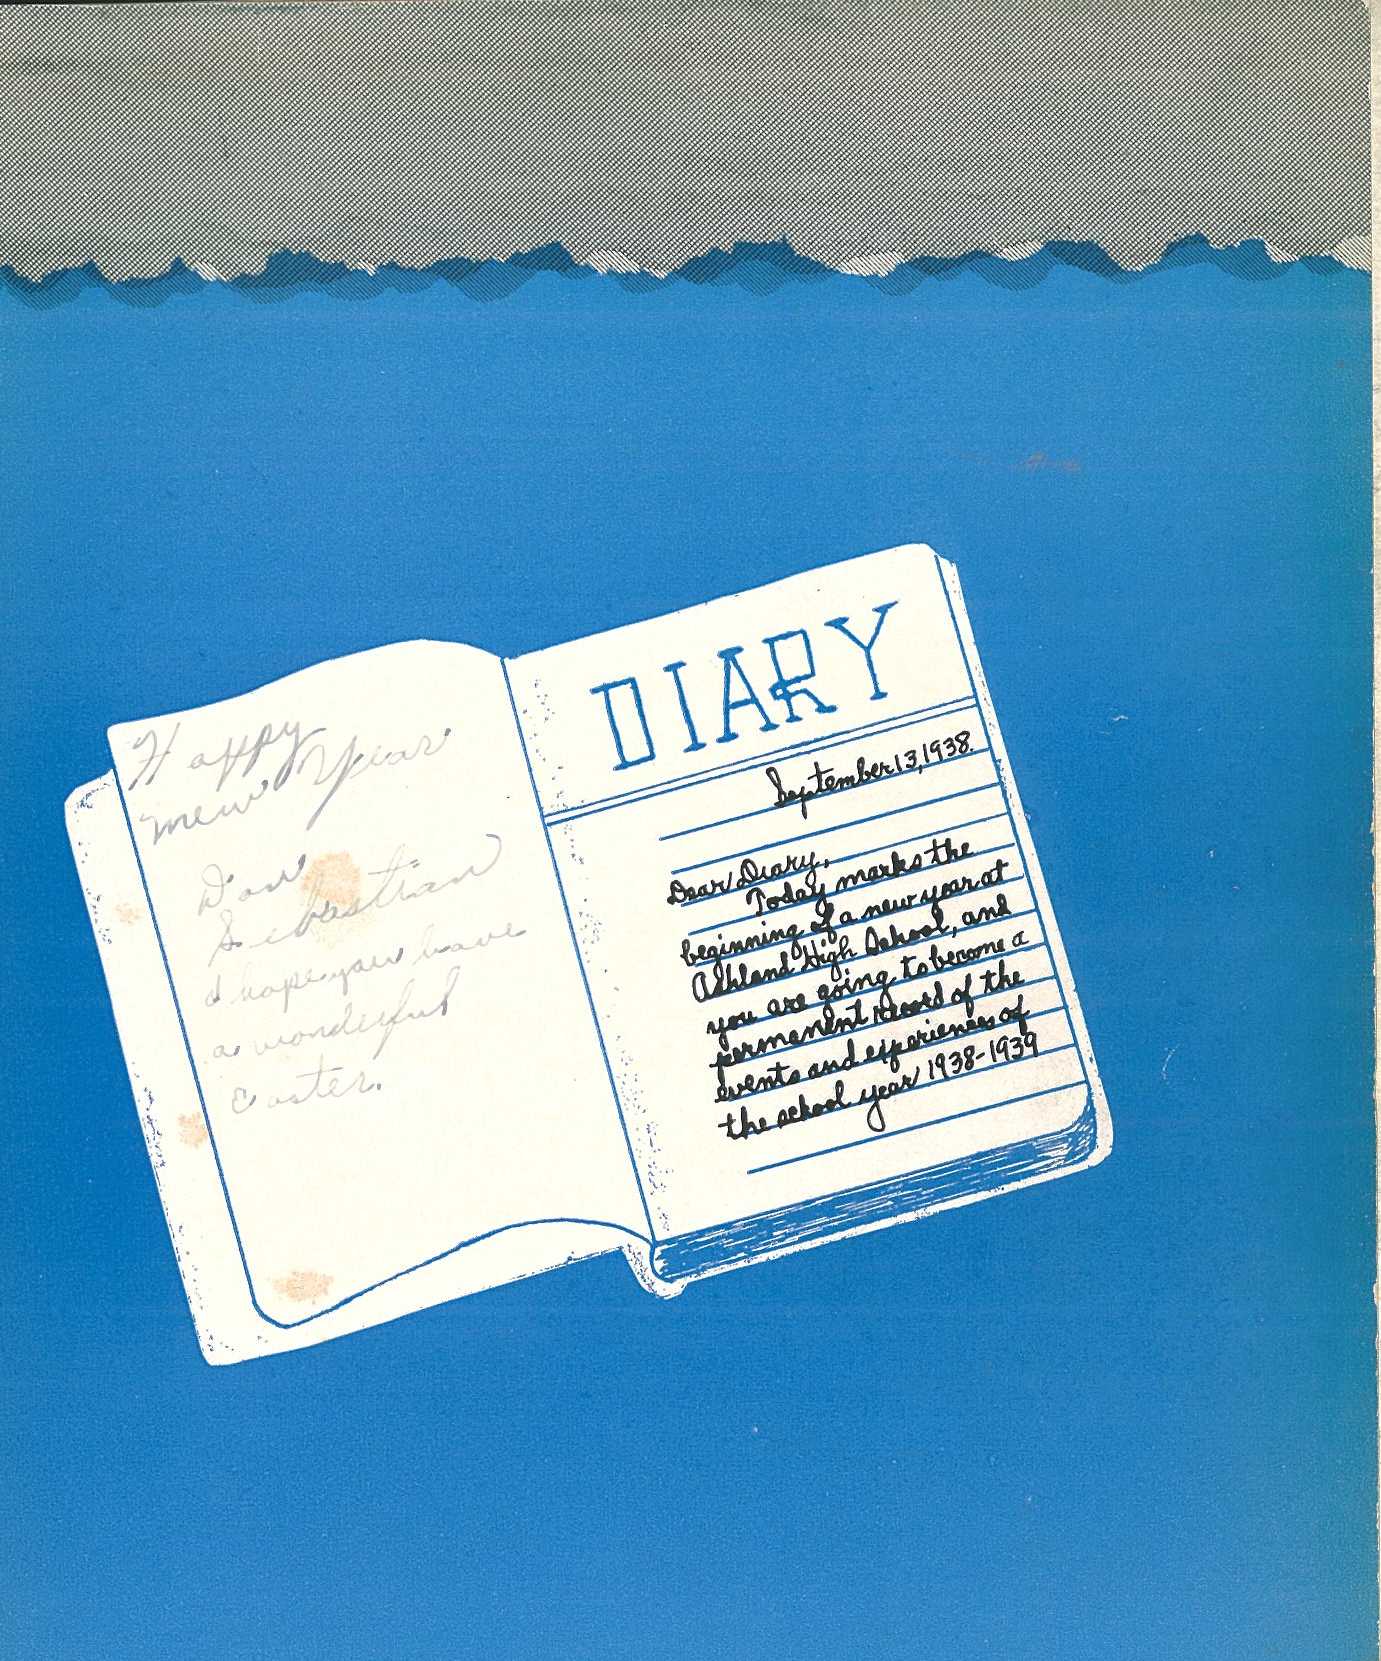 Happy
new Year
Don
Sebastian
I hope you have
a wonderful
Easter.
DIARY
September 13, 1938.
Dear Diary,
Today marks the
beginning of a new year at
Ashland High School, and
you are going to become a
permanent record of the
events and experiences of
the school year 1938-1939